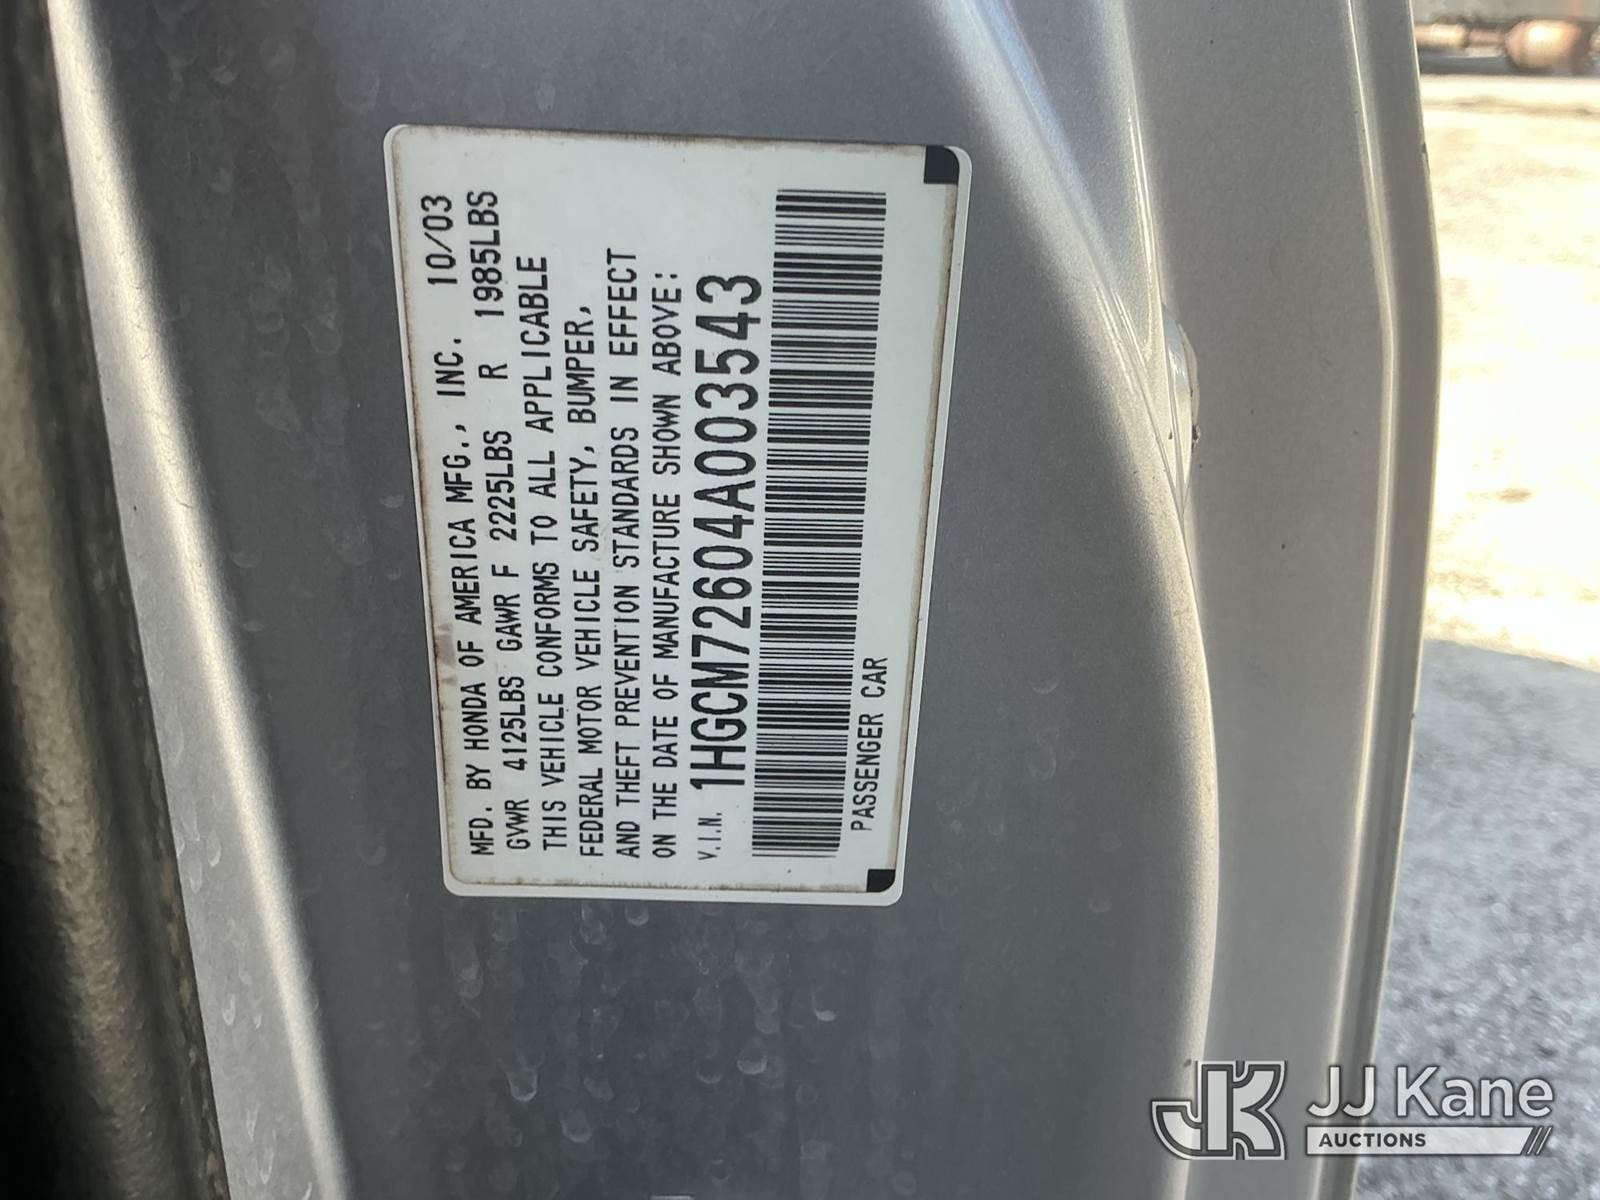 MFD. BY HONDA OF AMERICA MFG., INC. 10/03
GVWR 4125LBS GAWR F 2225LBS R 1985LBS
THIS VEHICLE CONFORMS TO ALL APPLICABLE
FEDERAL MOTOR VEHICLE SAFETY, BUMPER,
AND THEFT PREVENTION STANDARDS IN EFFECT
ON THE DATE OF MANUFACTURE SHOWN ABOVE:
V.I.N. 1HGCM72604A003543
PASSENGER CAR
JK JJ Kane
AUCTIONS